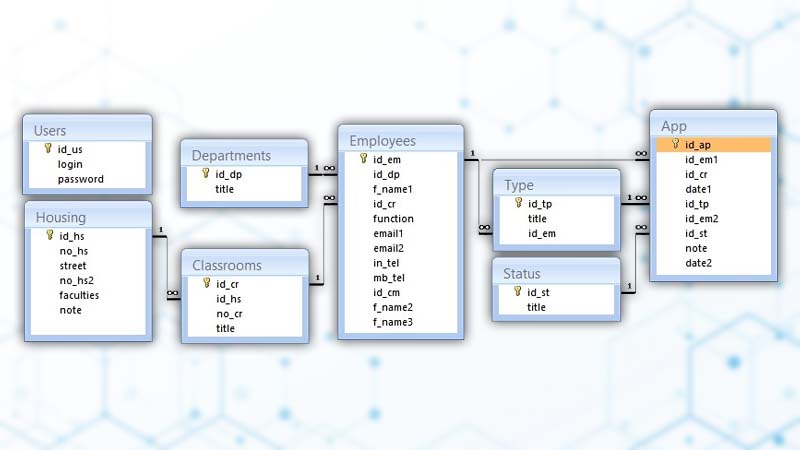 Users
id_us
login
password
Housing
id_hs
no_hs
street
no_hs2
faculties
note
Departments
id_dp
title
Classrooms
id_cr
id_hs
no_cr
title
Employees
id_em
id_dp
f_name1
id_cr
function
email1
email2
in_tel
mb_tel
id_cm
f_name2
f_name3
Type
id_tp
title
id_em
Status
id_st
title
App
id_ap
id_em1
id_cr
date1
id_tp
id_em2
id_st
note
date2
1 ∞
1
∞
1
∞
1
∞
∞
1 ∞
1
∞